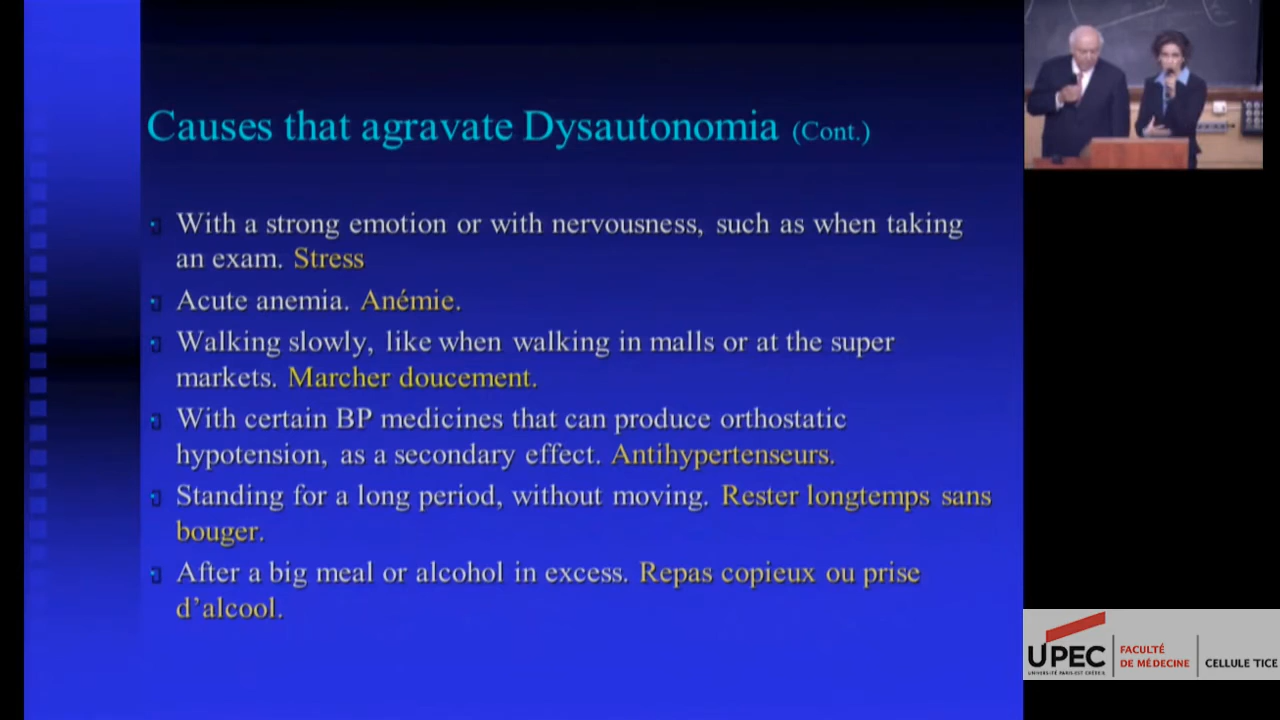 Causes that agravate Dysautonomia (Cont.)
With a strong emotion or with nervousness, such as when taking
an exam. Stress
Acute anemia. Anémie.
Walking slowly, like when walking in malls or at the super
markets. Marcher doucement.
With certain BP medicines that can produce orthostatic
hypotension, as a secondary effect. Antihypertenseurs.
Standing for a long period, without moving. Rester longtemps sans
bouger.
After a big meal or alcohol in excess. Repas copieux ou prise
d'alcool.
UPEC
UNIVERSITÉ PARIS-EST CRÉTEIL
FACULTÉ
DE MÉDECINE
CELLULE TICE